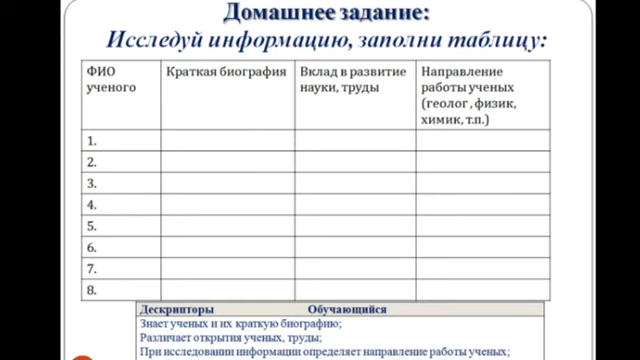 Домашнее задание:
Исследуй информацию, заполни таблицу:
ФИО ученого
Краткая биография
Вклад в развитие науки, труды
Направление работы ученых (геолог , физик, химик, т.п.)
1.
2.
3.
4.
5.
6.
7.
8.
Дескрипторы Обучающийся
Знает ученых и их краткую биографию;
Различает открытия ученых, труды;
При исследовании информации определяет направление работы ученых;